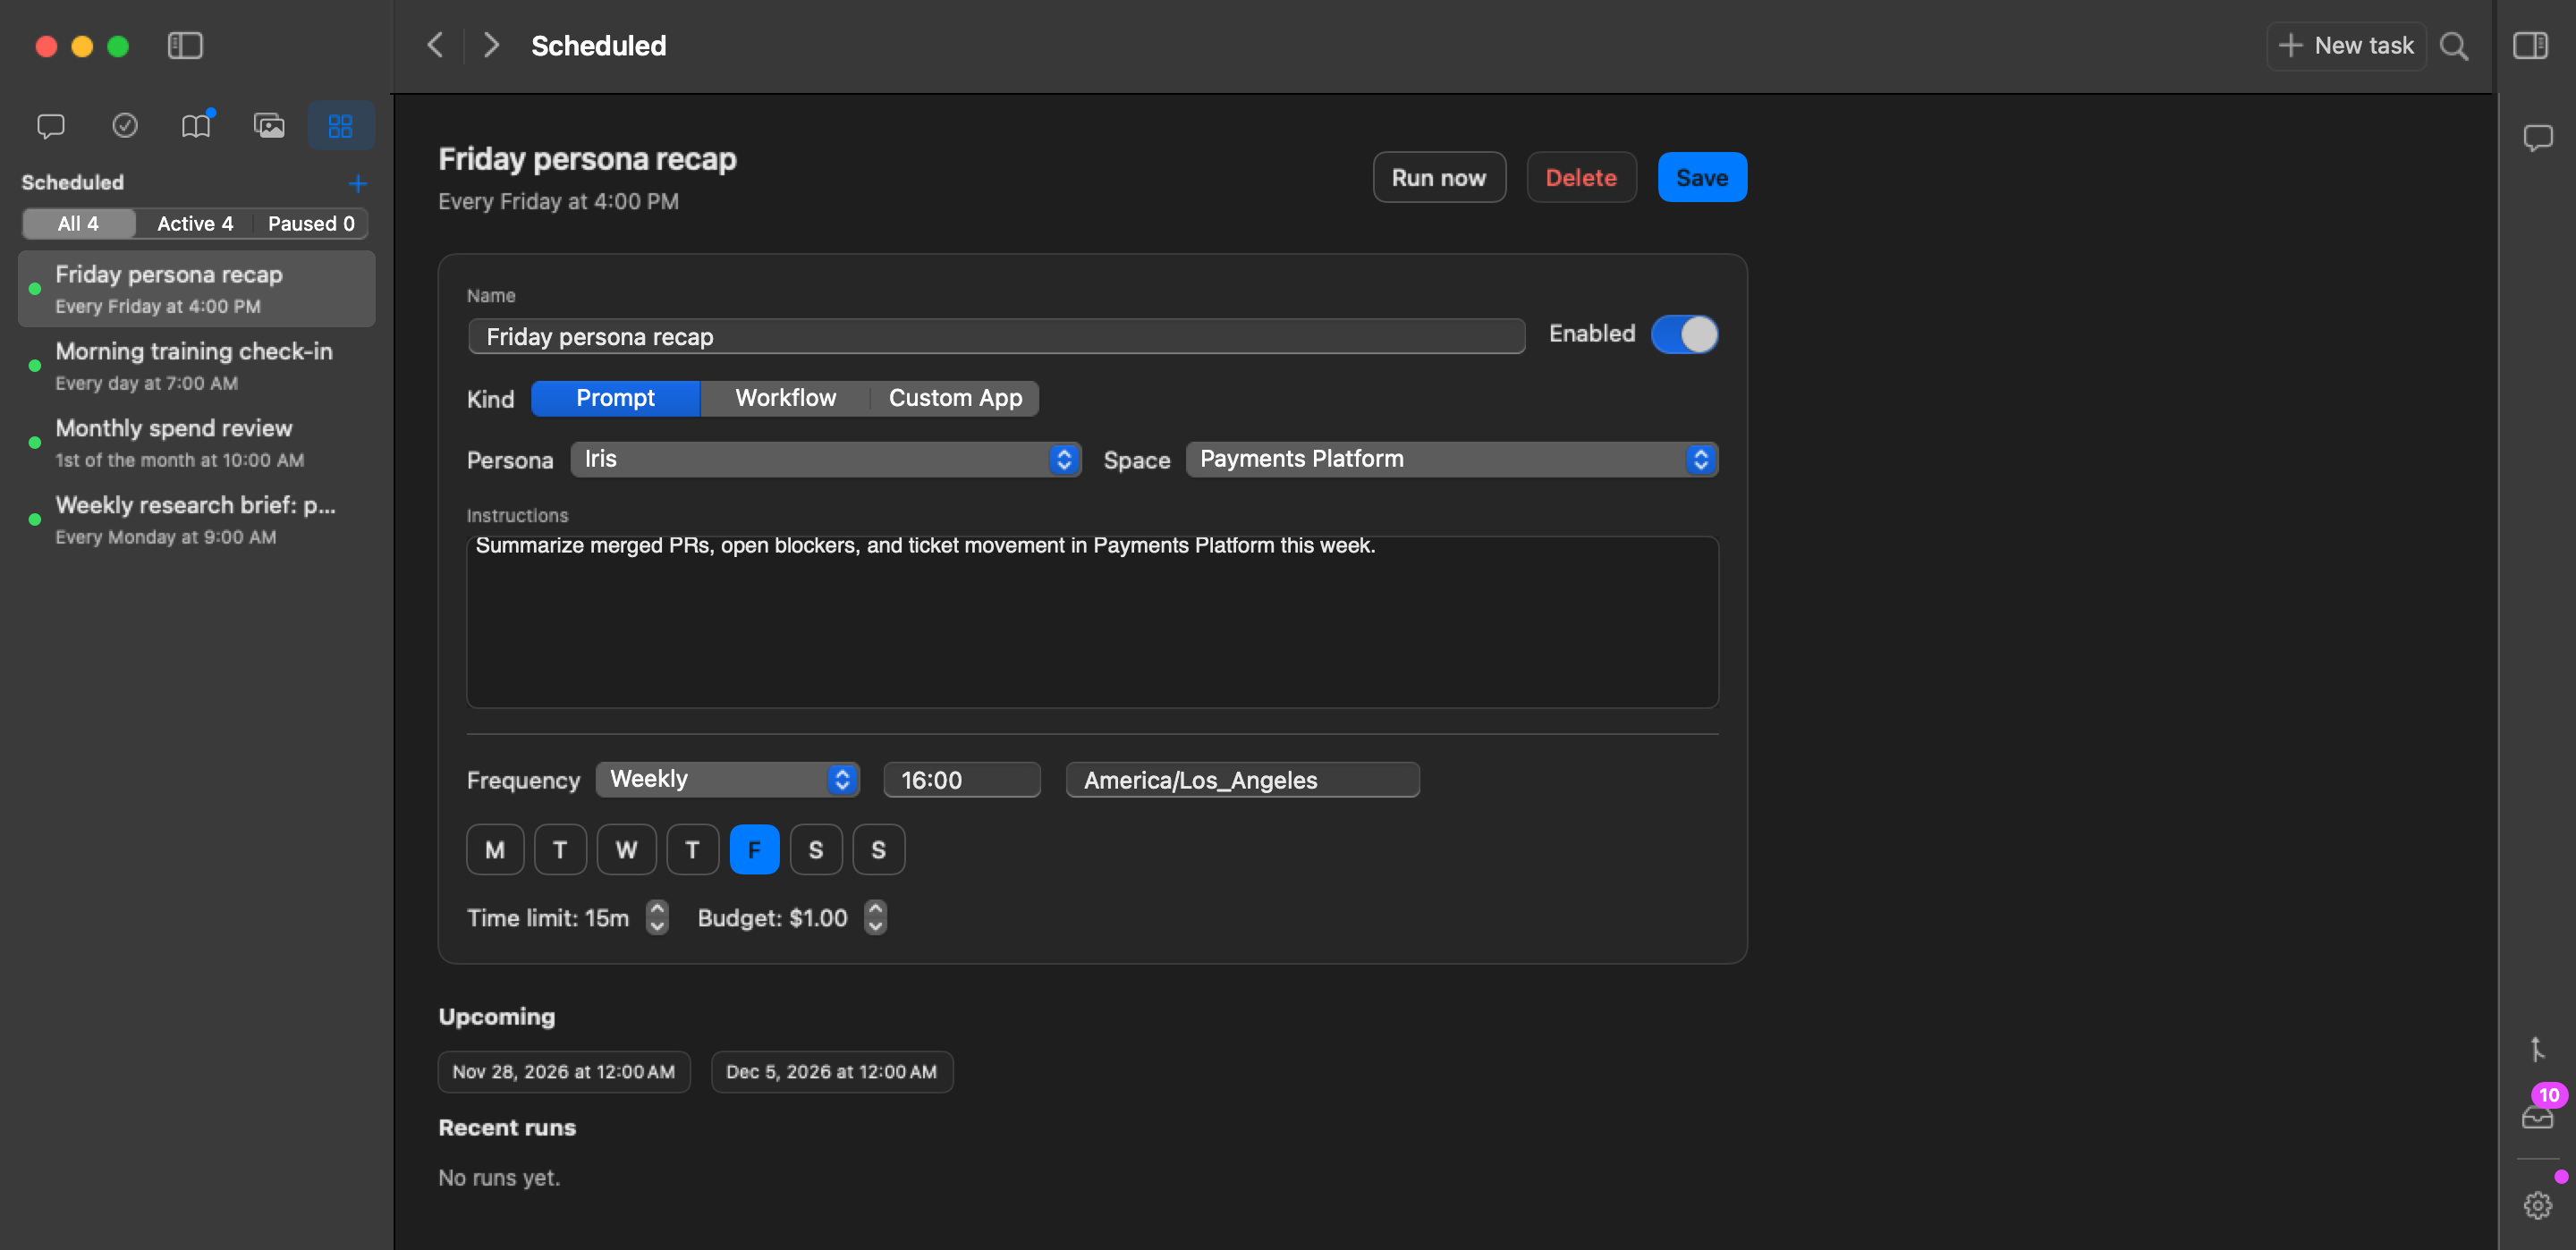 Scheduled
New task
Scheduled
All 4
Active 4
Paused 0
Friday persona recap
Every Friday at 4:00 PM
Morning training check-in
Every day at 7:00 AM
Monthly spend review
1st of the month at 10:00 AM
Weekly research brief: p...
Every Monday at 9:00 AM
Friday persona recap
Every Friday at 4:00 PM
Run now
Delete
Save
Name
Friday persona recap
Enabled
Kind
Prompt
Workflow
Custom App
Persona
Iris
Space
Payments Platform
Instructions
Summarize merged PRs, open blockers, and ticket movement in Payments Platform this week.
Frequency
Weekly
16:00
America/Los_Angeles
M T W T F S S
Time limit: 15m
Budget: $1.00
Upcoming
Nov 28, 2026 at 12:00 AM
Dec 5, 2026 at 12:00 AM
Recent runs
No runs yet.
10